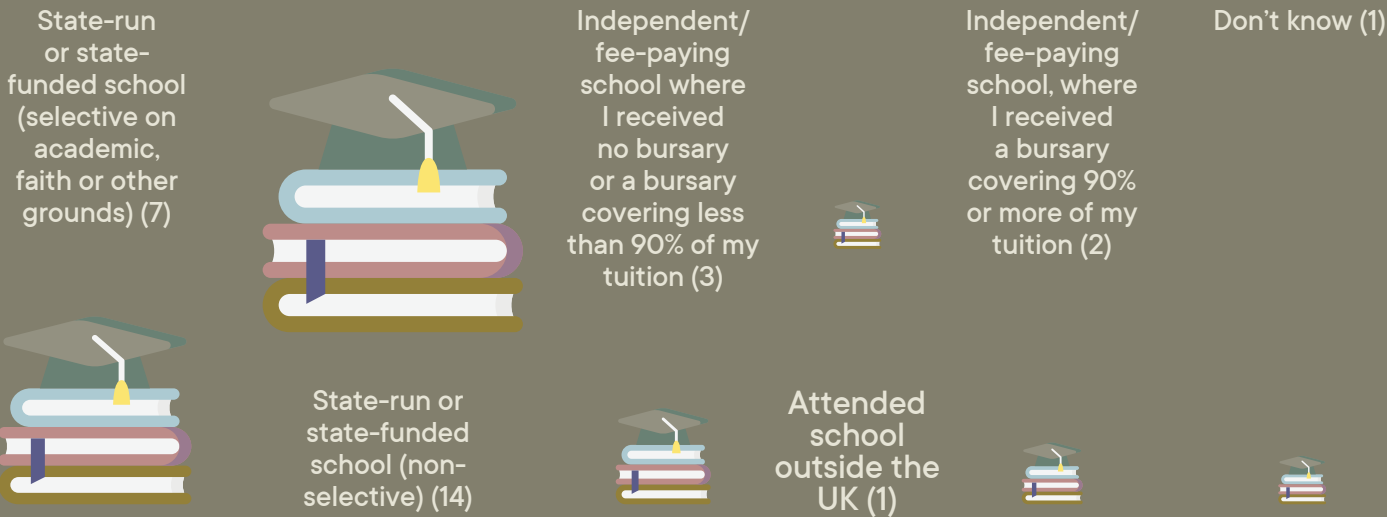 State-run
or state-
funded school
(selective on
academic,
faith or other
grounds) (7)
State-run or
state-funded
school (non-
selective) (14)
Independent/
fee-paying
school where
I received
no bursary
or a bursary
covering less
than 90% of my
tuition (3)
Attended
school
outside the
UK (1)
Independent/
fee-paying
school, where
I received
a bursary
covering 90%
or more of my
tuition (2)
Don’t know (1)